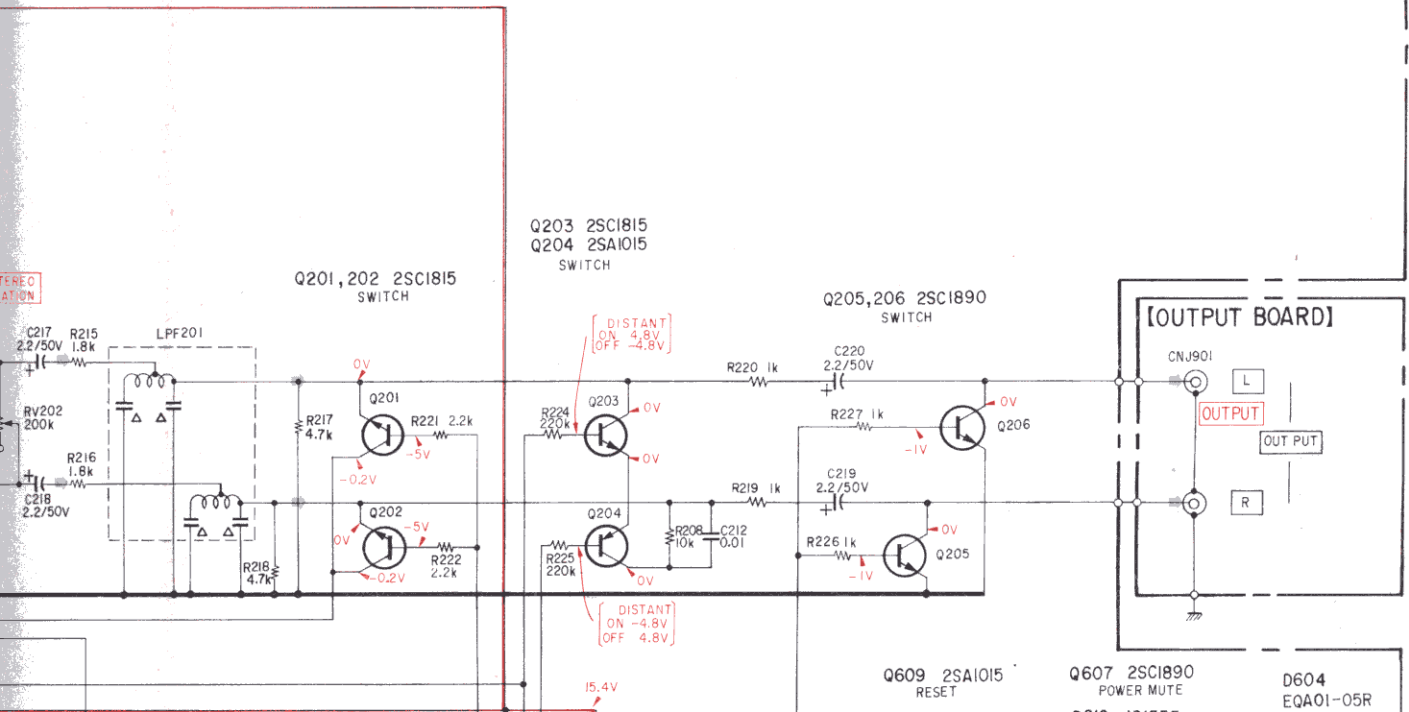 Q203 2SC1815
Q204 2SA1015
SWITCH
Q201,202 2SC1815
SWITCH
Q205,206 2SC1890
SWITCH
[OUTPUT BOARD]
TEREO
ATION
DISTANT
ON 4.8V
OFF -4.8V
C217
2.2/50V
R215
1.8k
LPF201
0V
C220
2.2/50V
R220 1k
CNJ901
L
OUTPUT
OUT PUT
R
RV202
200k
R217
4.7k
Q201
R221 2.2k
-5V
-0.2V
R224
220k
Q203
0V
0V
R227 1k
-1V
0V
Q206
R216
1.8k
C218
2.2/50V
R218
4.7k
Q202
-5V
0V
-0.2V
R222
2.2k
Q204
R225
220k
0V
R208
10k
C212
0.01
R219 1k
C219
2.2/50V
R226 1k
-1V
0V
Q205
DISTANT
ON -4.8V
OFF 4.8V
15.4V
Q609 2SA1015
RESET
Q607 2SC1890
POWER MUTE
D604
EQA01-05R